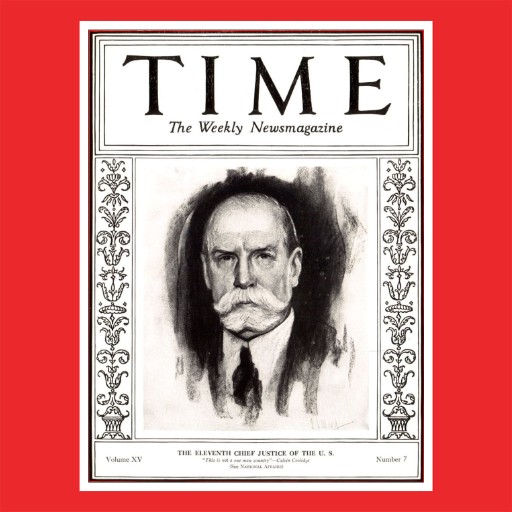 TIME
The Weekly Newsmagazine
Volume XV
THE ELEVENTH CHIEF JUSTICE OF THE U. S.
"This is not a one-man country"—Calvin Coolidge
(See NATIONAL AFFAIRS)
Number 7